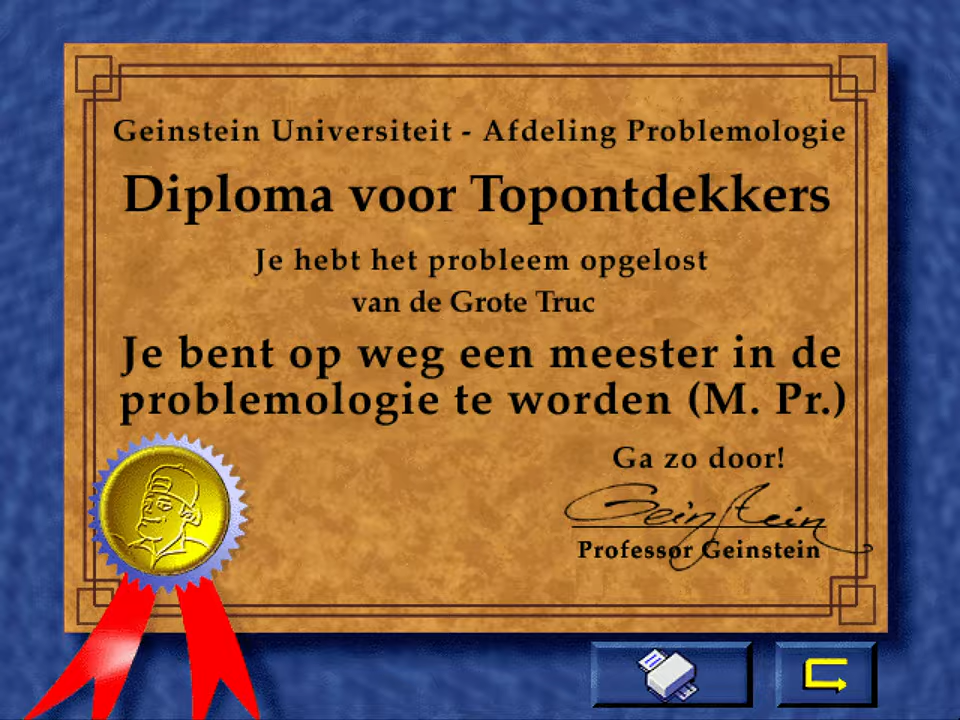 Geinstein Universiteit - Afdeling Problemologie
Diploma voor Topontdekkers
Je hebt het probleem opgelost
van de Grote Truc
Je bent op weg een meester in de
problemologie te worden (M. Pr.)
Ga zo door!
Geinstein
Professor Geinstein